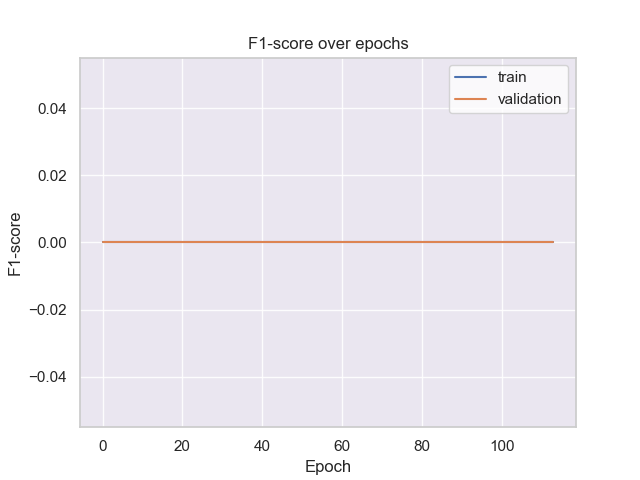 F1-score over epochs
train
validation
0.04
0.02
0.00
−0.02
−0.04
F1-score
0 20 40 60 80 100
Epoch